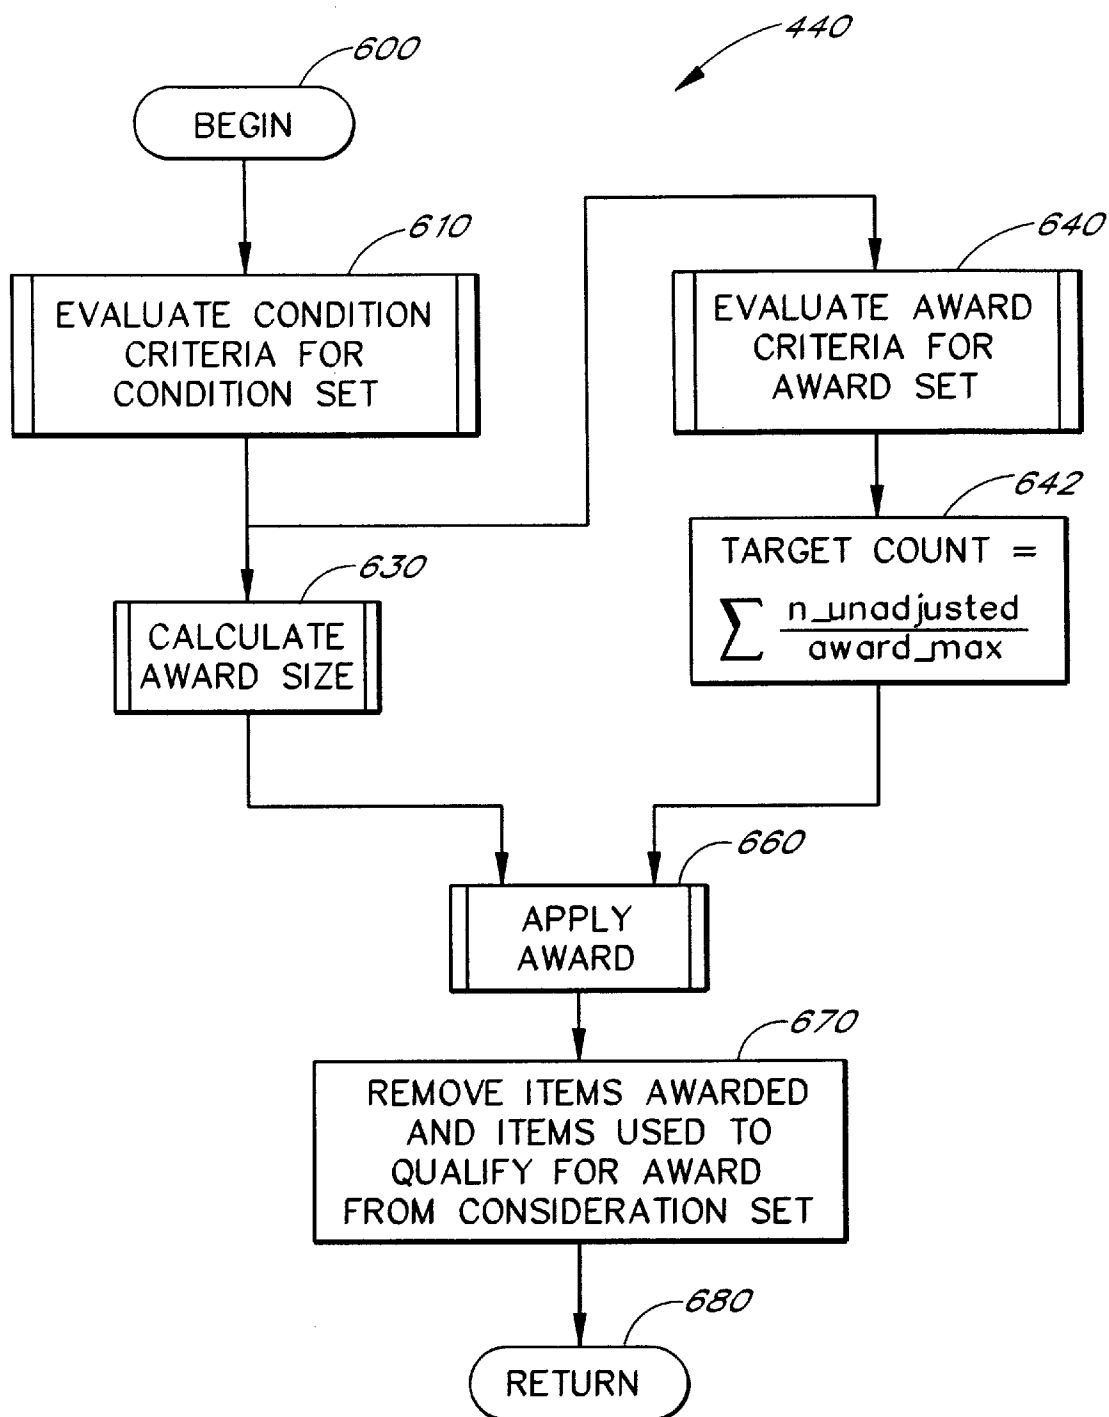 440
600
BEGIN
610
EVALUATE CONDITION
CRITERIA FOR
CONDITION SET
640
EVALUATE AWARD
CRITERIA FOR
AWARD SET
642
TARGET COUNT =
∑ n_unadjusted
award_max
630
CALCULATE
AWARD SIZE
660
APPLY
AWARD
670
REMOVE ITEMS AWARDED
AND ITEMS USED TO
QUALIFY FOR AWARD
FROM CONSIDERATION SET
680
RETURN